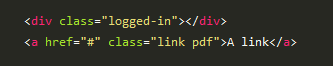 <div class="logged-in"></div>
<a href="#" class="link pdf">A link</a>